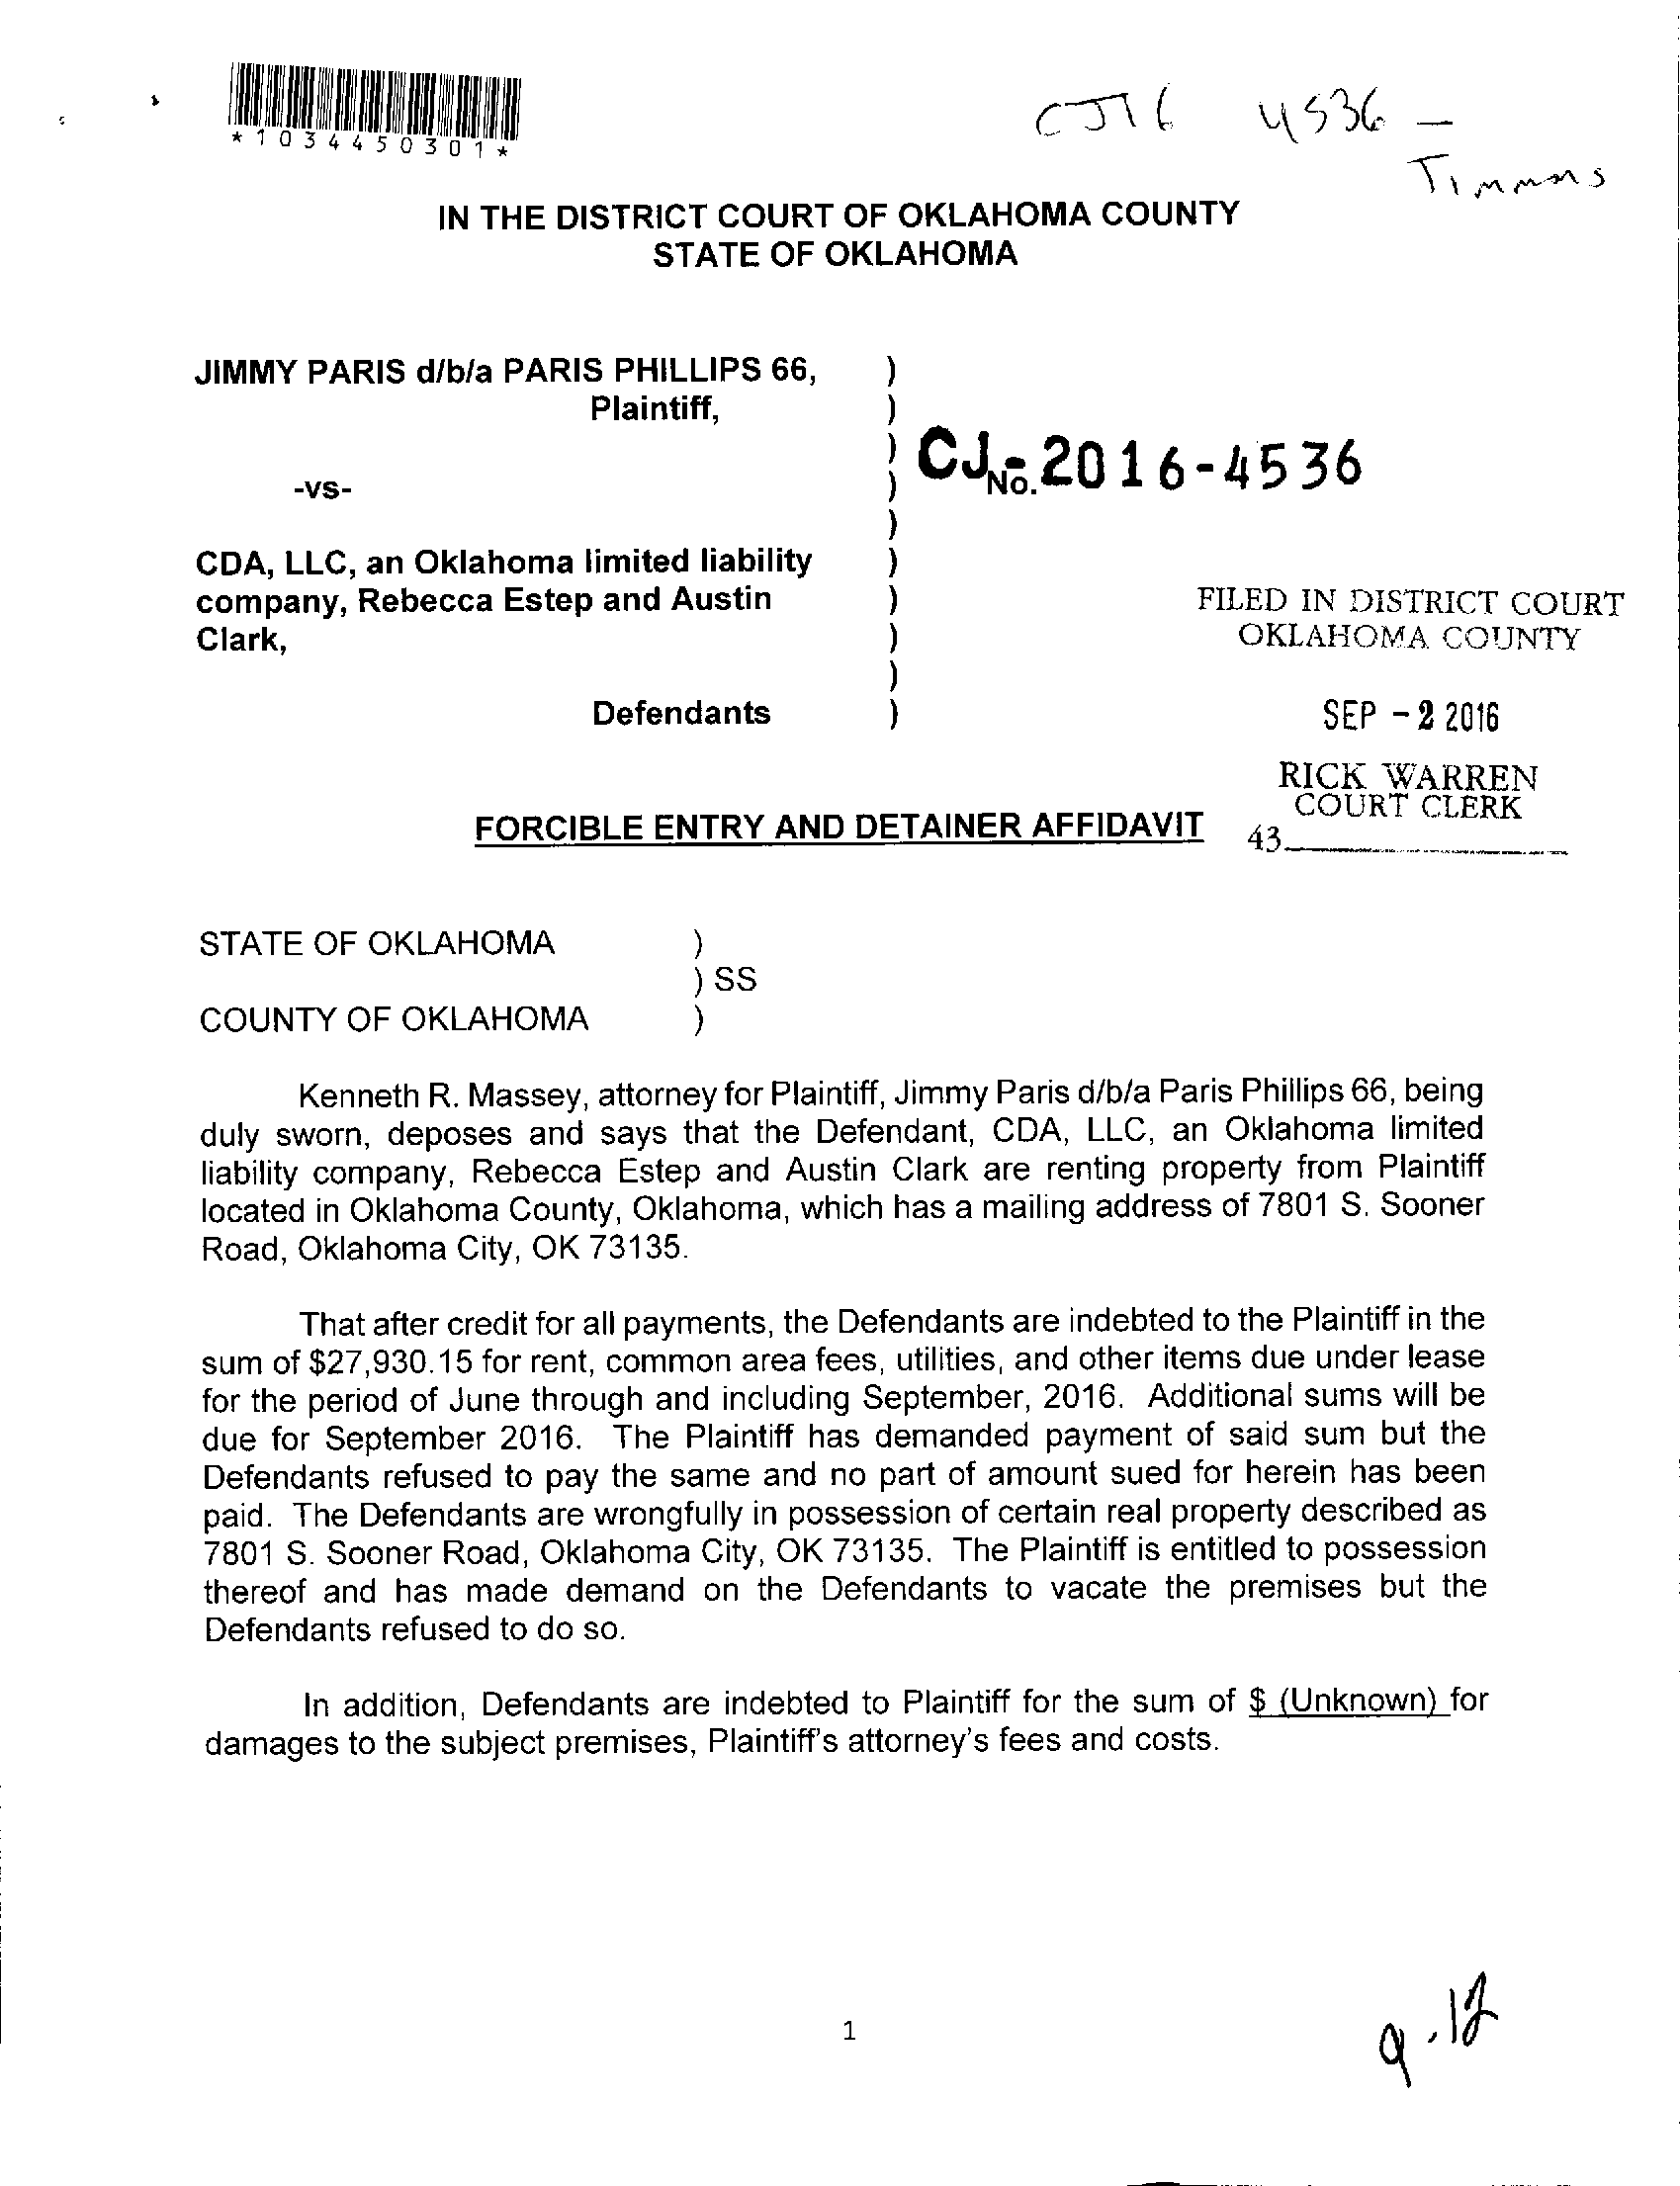 *1034450301*
CJ16 4536 -
Timmons
IN THE DISTRICT COURT OF OKLAHOMA COUNTY
STATE OF OKLAHOMA
JIMMY PARIS d/b/a PARIS PHILLIPS 66, )
Plaintiff, )
) CJ-No. 2016-4536
-vs- )
)
CDA, LLC, an Oklahoma limited liability )
company, Rebecca Estep and Austin )
Clark, )
)
Defendants )
FILED IN DISTRICT COURT
OKLAHOMA COUNTY
SEP - 2 2016
RICK WARREN
COURT CLERK
43
FORCIBLE ENTRY AND DETAINER AFFIDAVIT
STATE OF OKLAHOMA )
) SS
COUNTY OF OKLAHOMA )
Kenneth R. Massey, attorney for Plaintiff, Jimmy Paris d/b/a Paris Phillips 66, being
duly sworn, deposes and says that the Defendant, CDA, LLC, an Oklahoma limited
liability company, Rebecca Estep and Austin Clark are renting property from Plaintiff
located in Oklahoma County, Oklahoma, which has a mailing address of 7801 S. Sooner
Road, Oklahoma City, OK 73135.
That after credit for all payments, the Defendants are indebted to the Plaintiff in the
sum of $27,930.15 for rent, common area fees, utilities, and other items due under lease
for the period of June through and including September, 2016. Additional sums will be
due for September 2016. The Plaintiff has demanded payment of said sum but the
Defendants refused to pay the same and no part of amount sued for herein has been
paid. The Defendants are wrongfully in possession of certain real property described as
7801 S. Sooner Road, Oklahoma City, OK 73135. The Plaintiff is entitled to possession
thereof and has made demand on the Defendants to vacate the premises but the
Defendants refused to do so.
In addition, Defendants are indebted to Plaintiff for the sum of $ (Unknown) for
damages to the subject premises, Plaintiff's attorney's fees and costs.
1
9.12